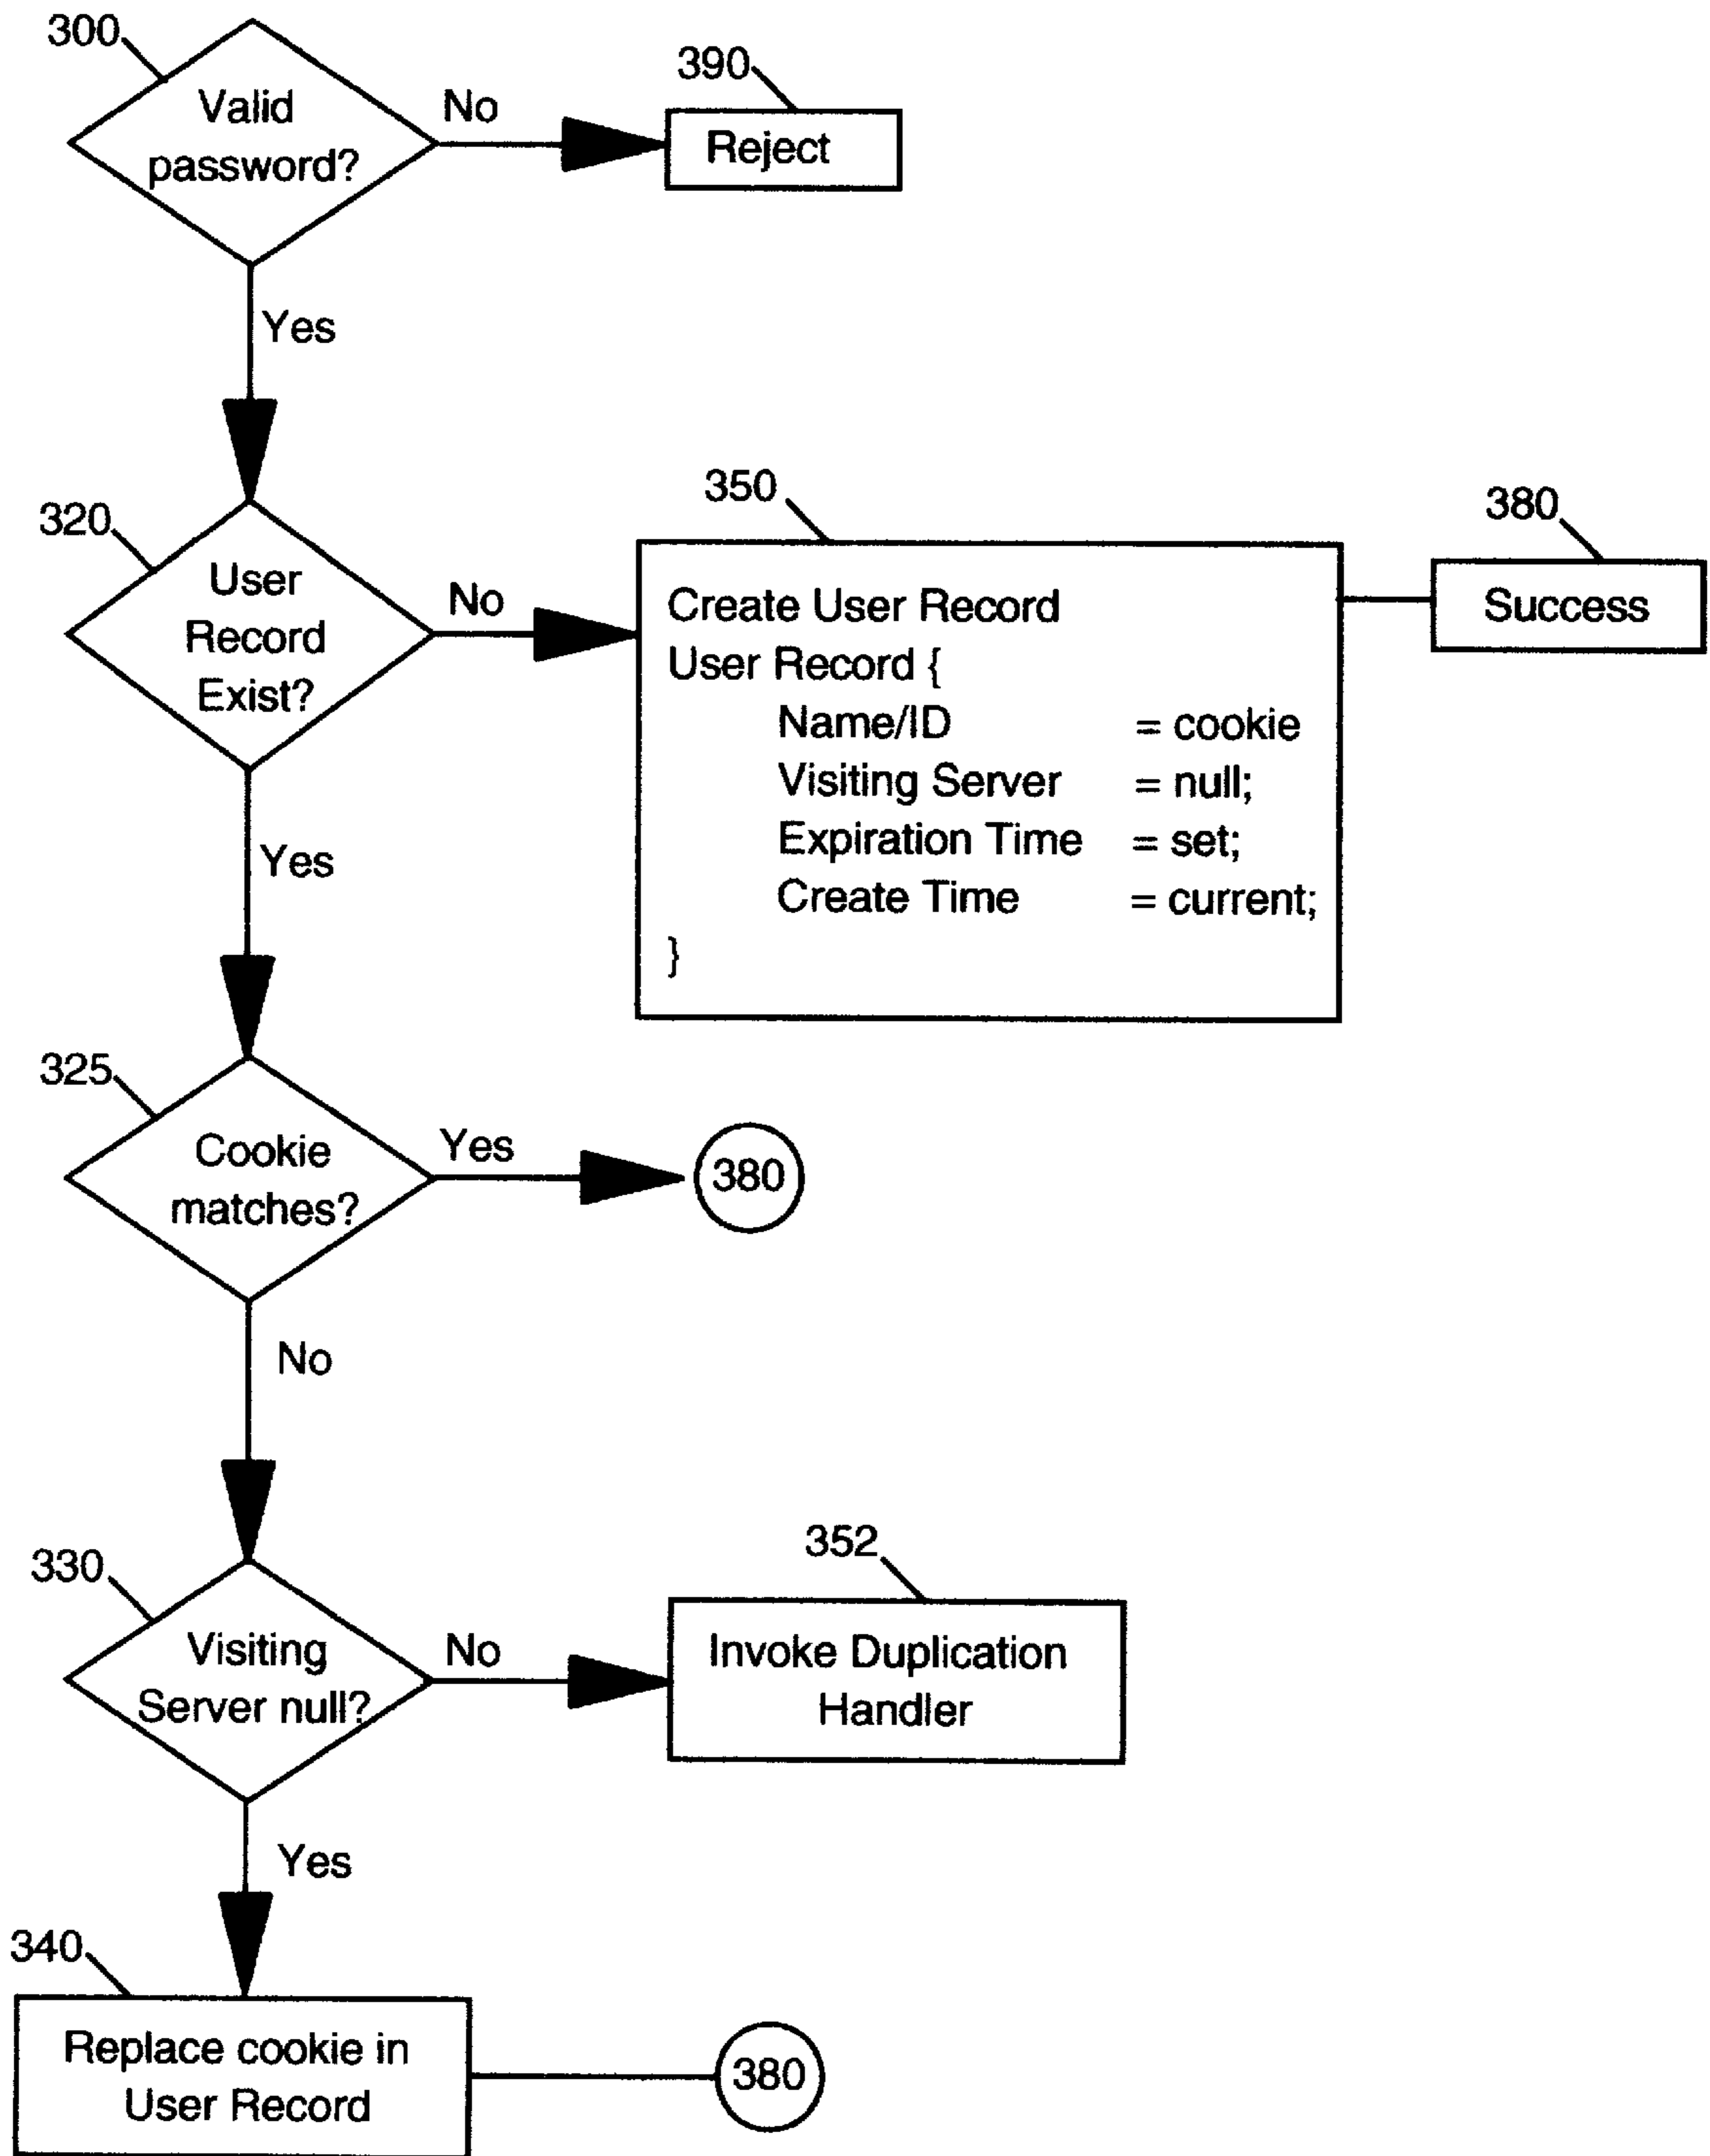 300
Valid
password?
No
390
Reject
Yes
320
User
Record
Exist?
No
350
Create User Record
User Record {
Name/ID = cookie
Visiting Server = null;
Expiration Time = set;
Create Time = current;
}
380
Success
Yes
325
Cookie
matches?
Yes
380
No
330
Visiting
Server null?
No
352
Invoke Duplication
Handler
Yes
340
Replace cookie in
User Record
380